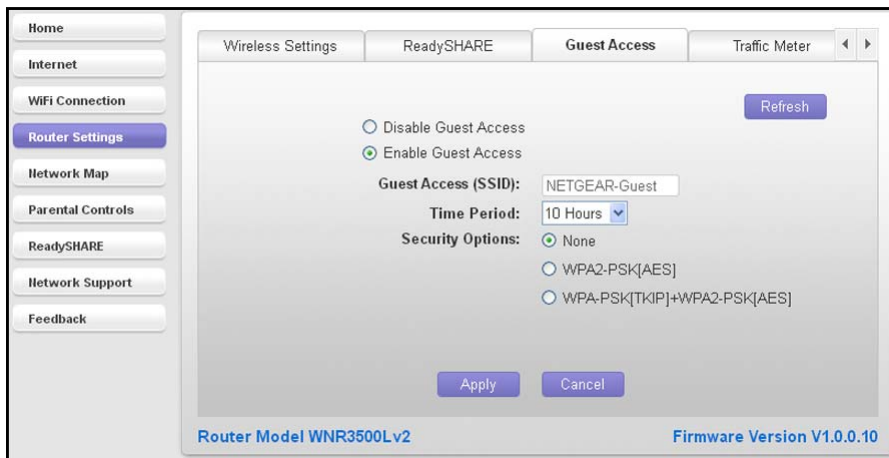 Home
Internet
WiFi Connection
Router Settings
Network Map
Parental Controls
ReadySHARE
Network Support
Feedback
Wireless Settings
ReadySHARE
Guest Access
Traffic Meter
Refresh
Disable Guest Access
Enable Guest Access
Guest Access (SSID): NETGEAR-Guest
Time Period: 10 Hours
Security Options: None
WPA2-PSK[AES]
WPA-PSK[TKIP]+WPA2-PSK[AES]
Apply
Cancel
Router Model WNR3500Lv2
Firmware Version V1.0.0.10